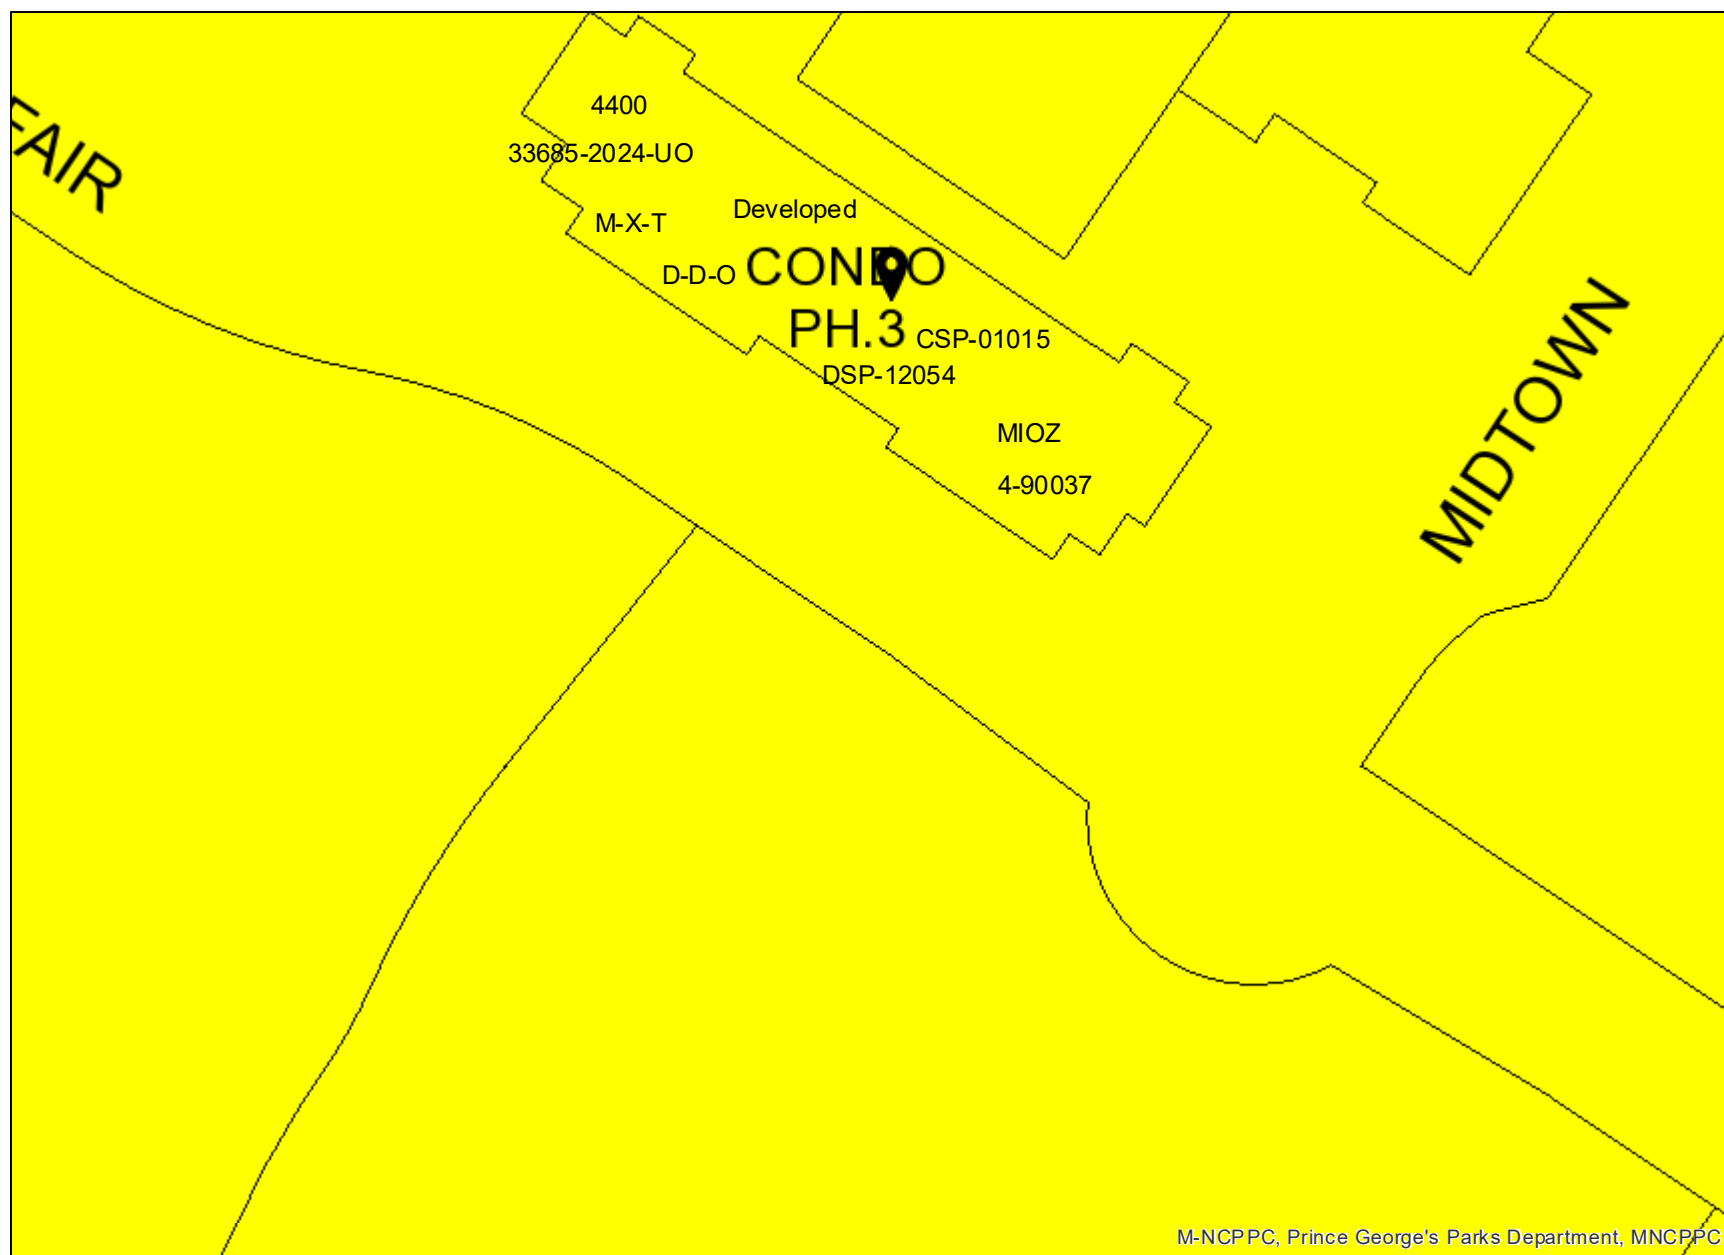 FAIR
4400
33685-2024-UO
M-X-T
Developed
D-D-O
CONDO
PH.3
CSP-01015
DSP-12054
MIOZ
4-90037
MIDTOWN
M-NCPPC, Prince George's Parks Department, MNCPPC